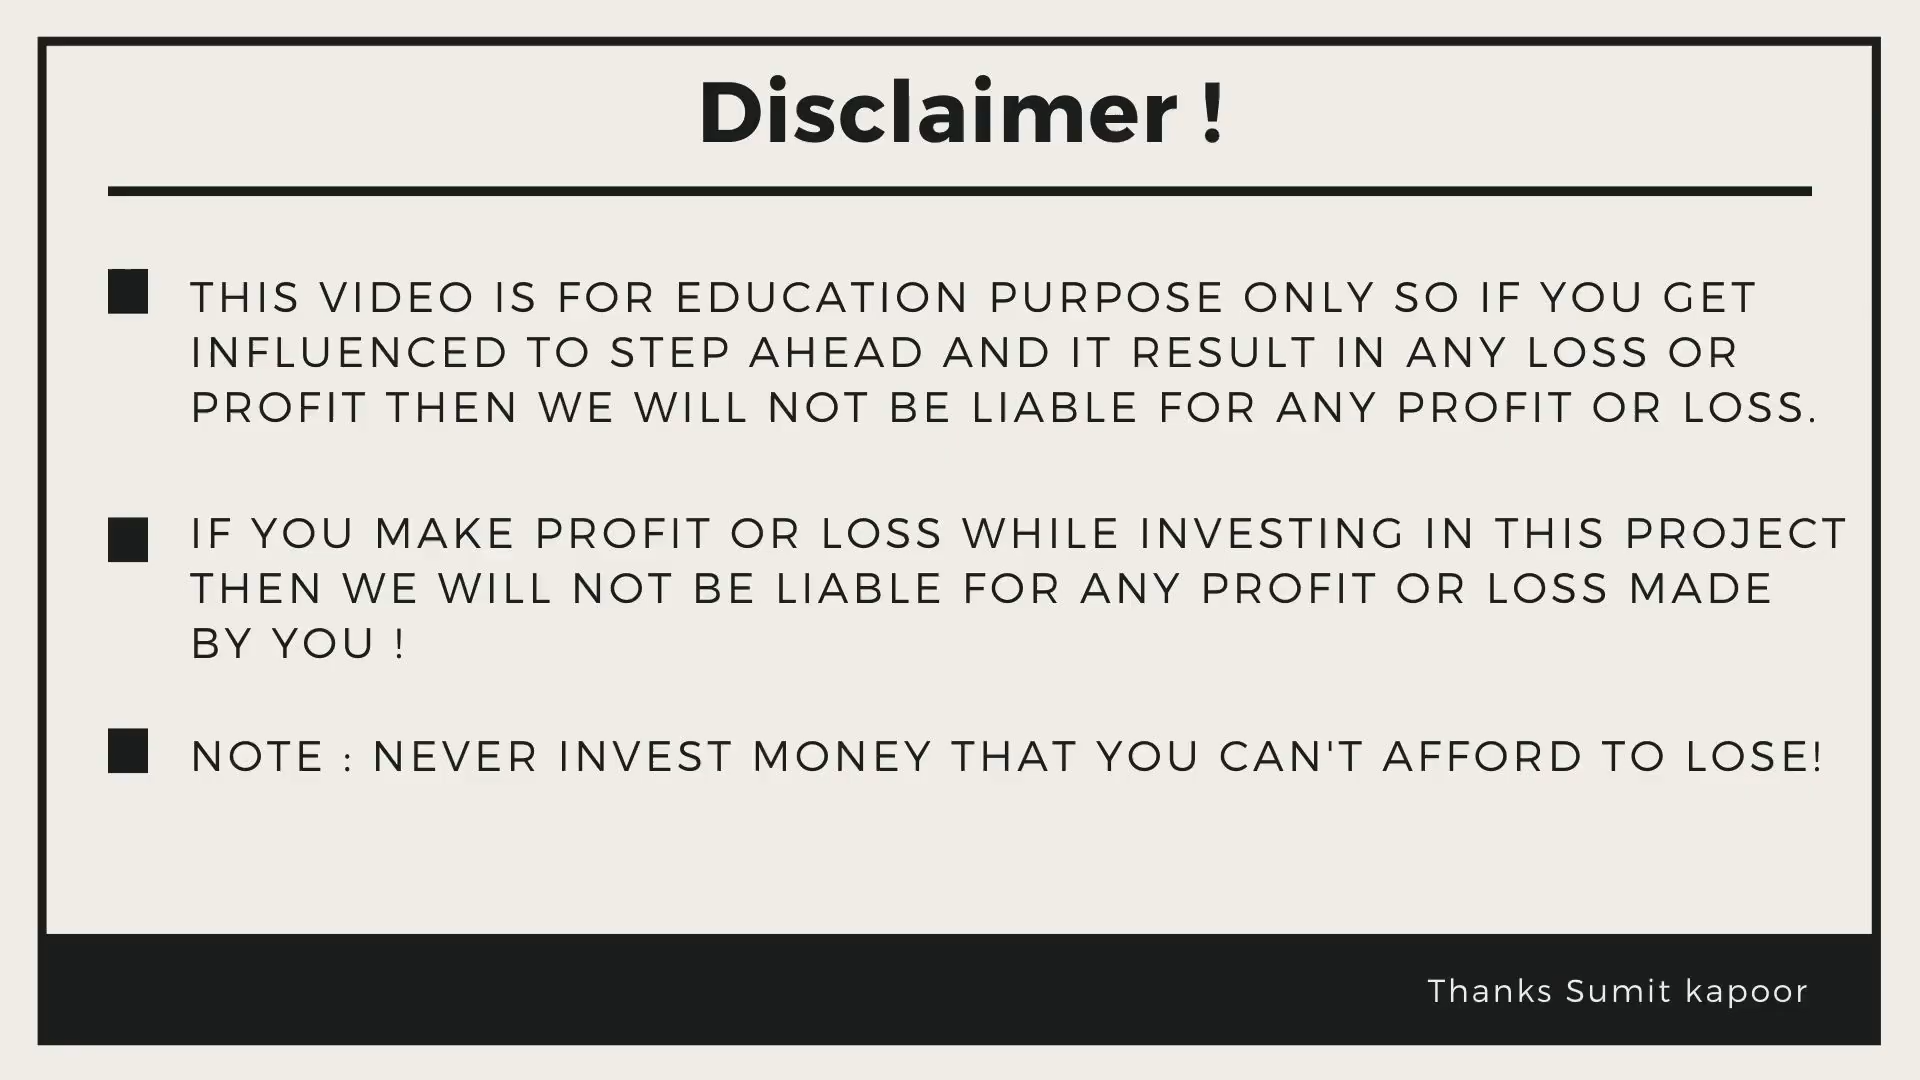 Disclaimer !
THIS VIDEO IS FOR EDUCATION PURPOSE ONLY SO IF YOU GET
INFLUENCED TO STEP AHEAD AND IT RESULT IN ANY LOSS OR
PROFIT THEN WE WILL NOT BE LIABLE FOR ANY PROFIT OR LOSS.
IF YOU MAKE PROFIT OR LOSS WHILE INVESTING IN THIS PROJECT
THEN WE WILL NOT BE LIABLE FOR ANY PROFIT OR LOSS MADE
BY YOU !
NOTE : NEVER INVEST MONEY THAT YOU CAN'T AFFORD TO LOSE!
Thanks Sumit kapoor